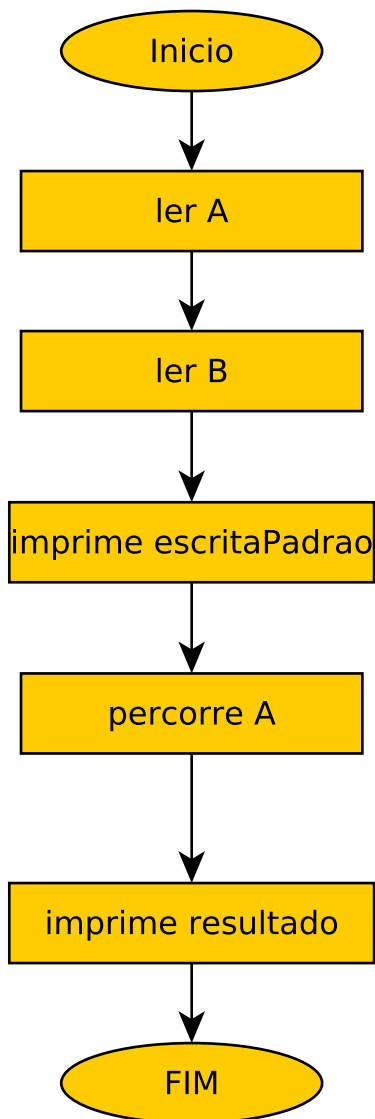 Inicio
ler A
ler B
imprime escritaPadrao
percorre A
imprime resultado
FIM